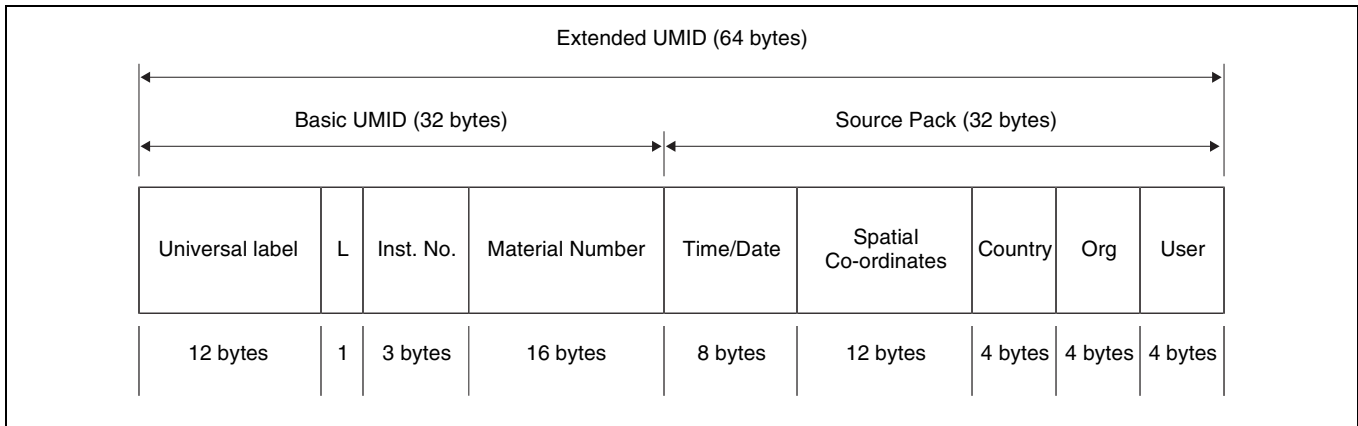 Extended UMID (64 bytes)
Basic UMID (32 bytes) Source Pack (32 bytes)
Universal label L Inst. No. Material Number Time/Date Spatial
Co-ordinates Country Org User
12 bytes 1 3 bytes 16 bytes 8 bytes 12 bytes 4 bytes 4 bytes 4 bytes